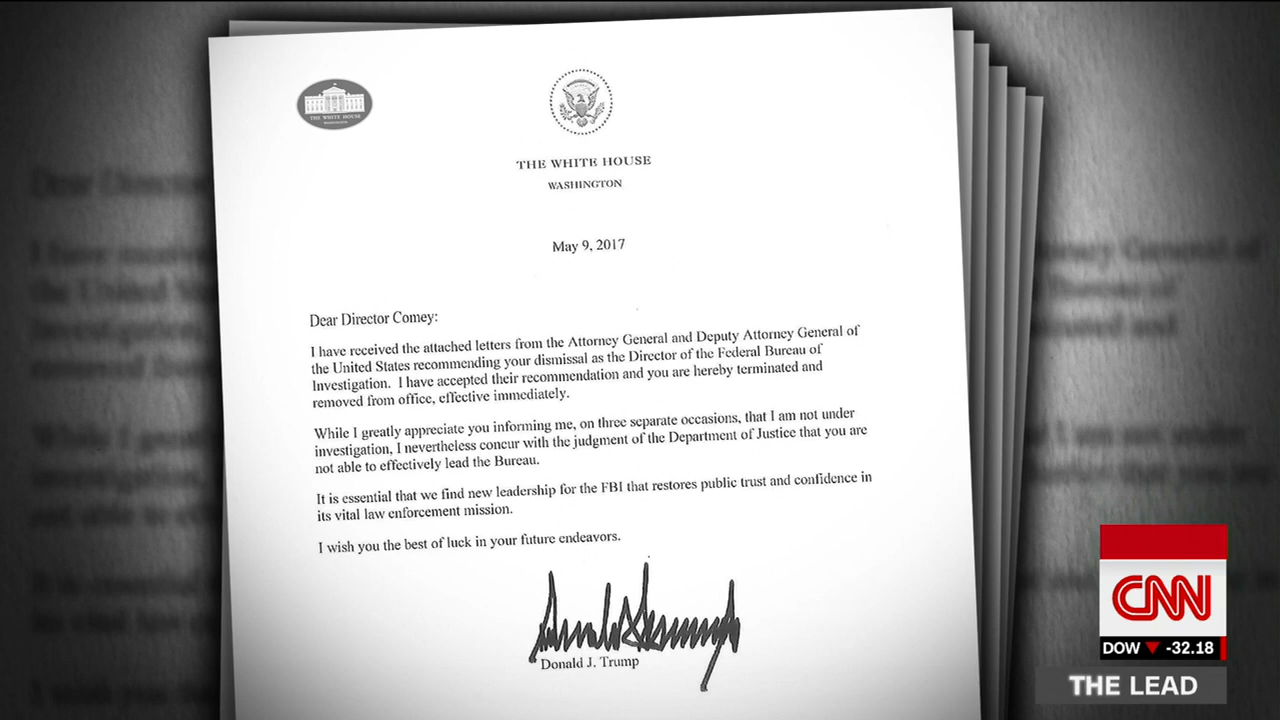 THE WHITE HOUSE
WASHINGTON
THE WHITE HOUSE
WASHINGTON
May 9, 2017
Dear Director Comey:
I have received the attached letters from the Attorney General and Deputy Attorney General of
the United States recommending your dismissal as the Director of the Federal Bureau of
Investigation. I have accepted their recommendation and you are hereby terminated and
removed from office, effective immediately.
While I greatly appreciate you informing me, on three separate occasions, that I am not under
investigation, I nevertheless concur with the judgment of the Department of Justice that you are
not able to effectively lead the Bureau.
It is essential that we find new leadership for the FBI that restores public trust and confidence in
its vital law enforcement mission.
I wish you the best of luck in your future endeavors.
Donald J. Trump
CNN
DOW ▼ -32.18
THE LEAD